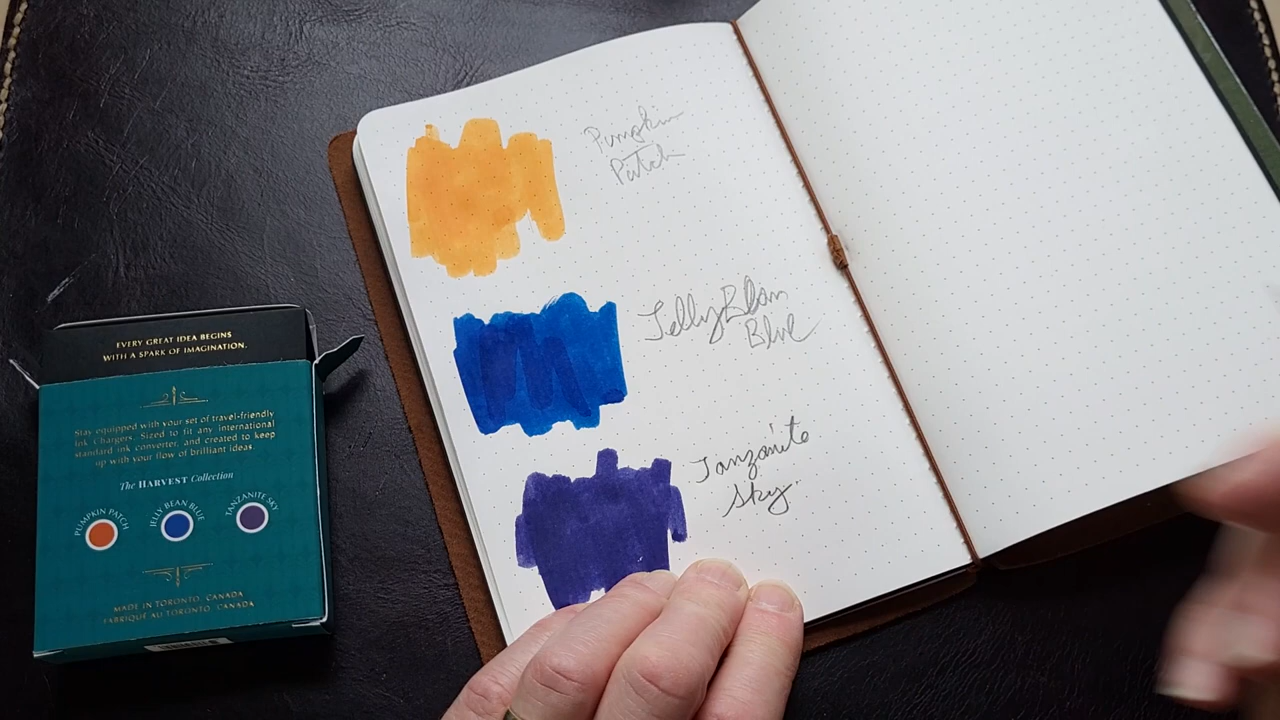 EVERY GREAT IDEA BEGINS
WITH A SPARK OF IMAGINATION.
Stay equipped with your set of travel-friendly
Ink Chargers. Sized to fit any international
standard ink converter, and created to keep
up with your flow of brilliant ideas.
The HARVEST Collection
PUMPKIN PATCH
JELLY BEAN BLUE
TANZANITE SKY
MADE IN TORONTO, CANADA
FABRIQUE AU TORONTO, CANADA
Pumpkin
Patch
Jelly Bean
Blue
Tanzanite
Sky